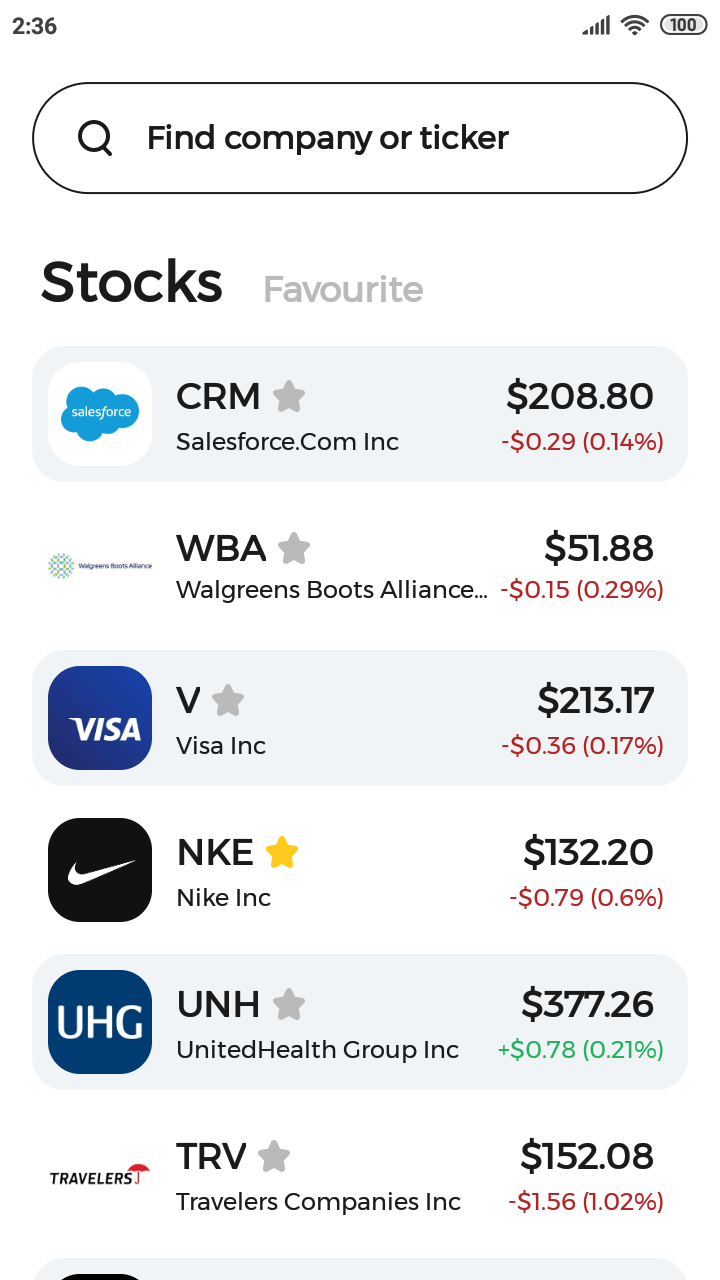 2:36
100
Find company or ticker
Stocks Favourite
salesforce
CRM $208.80
Salesforce.Com Inc -$0.29 (0.14%)
Walgreens Boots Alliance
WBA $51.88
Walgreens Boots Alliance... -$0.15 (0.29%)
VISA
V $213.17
Visa Inc -$0.36 (0.17%)
NKE $132.20
Nike Inc -$0.79 (0.6%)
UHG
UNH $377.26
UnitedHealth Group Inc +$0.78 (0.21%)
TRAVELERS
TRV $152.08
Travelers Companies Inc -$1.56 (1.02%)